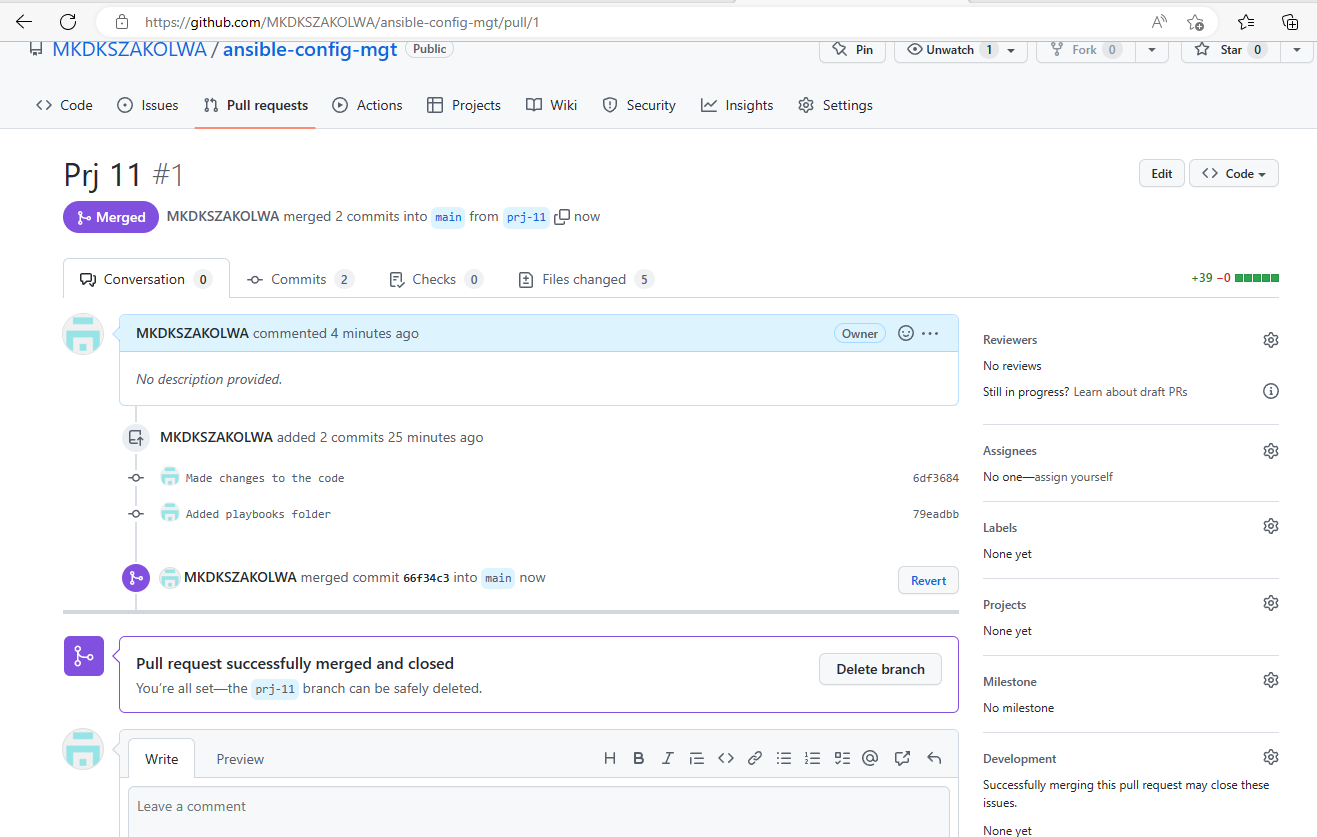 https://github.com/MKDKSZAKOLWA/ansible-config-mgt/pull/1
MKDKSZAKOLWA / ansible-config-mgt Public
Pin
Unwatch 1
Fork 0
Star 0
Code
Issues
Pull requests
Actions
Projects
Wiki
Security
Insights
Settings
Prj 11 #1
Edit
Code
Merged
MKDKSZAKOLWA merged 2 commits into main from prj-11 now
Conversation 0
Commits 2
Checks 0
Files changed 5
+39 −0
MKDKSZAKOLWA commented 4 minutes ago
Owner
No description provided.
MKDKSZAKOLWA added 2 commits 25 minutes ago
Made changes to the code 6df3684
Added playbooks folder 79eadbb
MKDKSZAKOLWA merged commit 66f34c3 into main now
Revert
Pull request successfully merged and closed
You're all set—the prj-11 branch can be safely deleted.
Delete branch
Write
Preview
Leave a comment
Reviewers
No reviews
Still in progress? Learn about draft PRs
Assignees
No one—assign yourself
Labels
None yet
Projects
None yet
Milestone
No milestone
Development
Successfully merging this pull request may close these
issues.
None yet